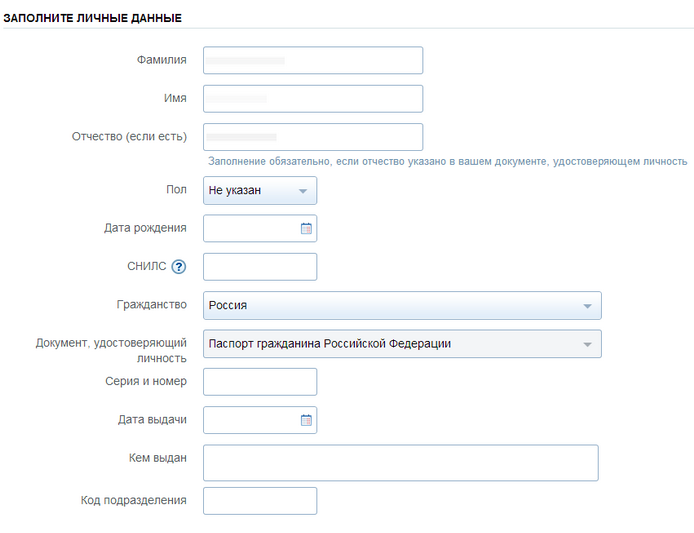 ЗАПОЛНИТЕ ЛИЧНЫЕ ДАННЫЕ
Фамилия
Имя
Отчество (если есть)
Заполнение обязательно, если отчество указано в вашем документе, удостоверяющем личность
Пол Не указан
Дата рождения
СНИЛС ?
Гражданство Россия
Документ, удостоверяющий
личность Паспорт гражданина Российской Федерации
Серия и номер
Дата выдачи
Кем выдан
Код подразделения